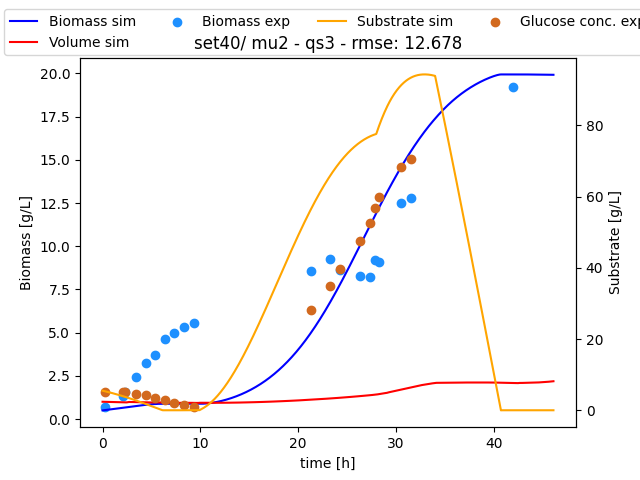 Biomass sim Biomass exp Substrate sim Glucose conc. exp
Volume sim
set40/ mu2 - qs3 - rmse: 12.678
Biomass [g/L]
20.0
17.5
15.0
12.5
10.0
7.5
5.0
2.5
0.0
0 10 20 30 40
time [h]
80
60
40
20
0
Substrate [g/L]